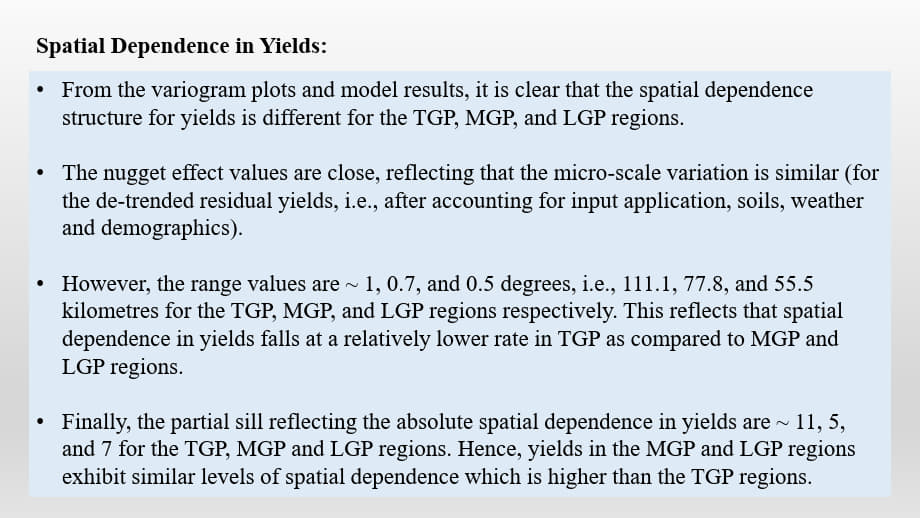 Spatial Dependence in Yields:
• From the variogram plots and model results, it is clear that the spatial dependence
structure for yields is different for the TGP, MGP, and LGP regions.
• The nugget effect values are close, reflecting that the micro-scale variation is similar (for
the de-trended residual yields, i.e., after accounting for input application, soils, weather
and demographics).
• However, the range values are ~ 1, 0.7, and 0.5 degrees, i.e., 111.1, 77.8, and 55.5
kilometres for the TGP, MGP, and LGP regions respectively. This reflects that spatial
dependence in yields falls at a relatively lower rate in TGP as compared to MGP and
LGP regions.
• Finally, the partial sill reflecting the absolute spatial dependence in yields are ~ 11, 5,
and 7 for the TGP, MGP and LGP regions. Hence, yields in the MGP and LGP regions
exhibit similar levels of spatial dependence which is higher than the TGP regions.